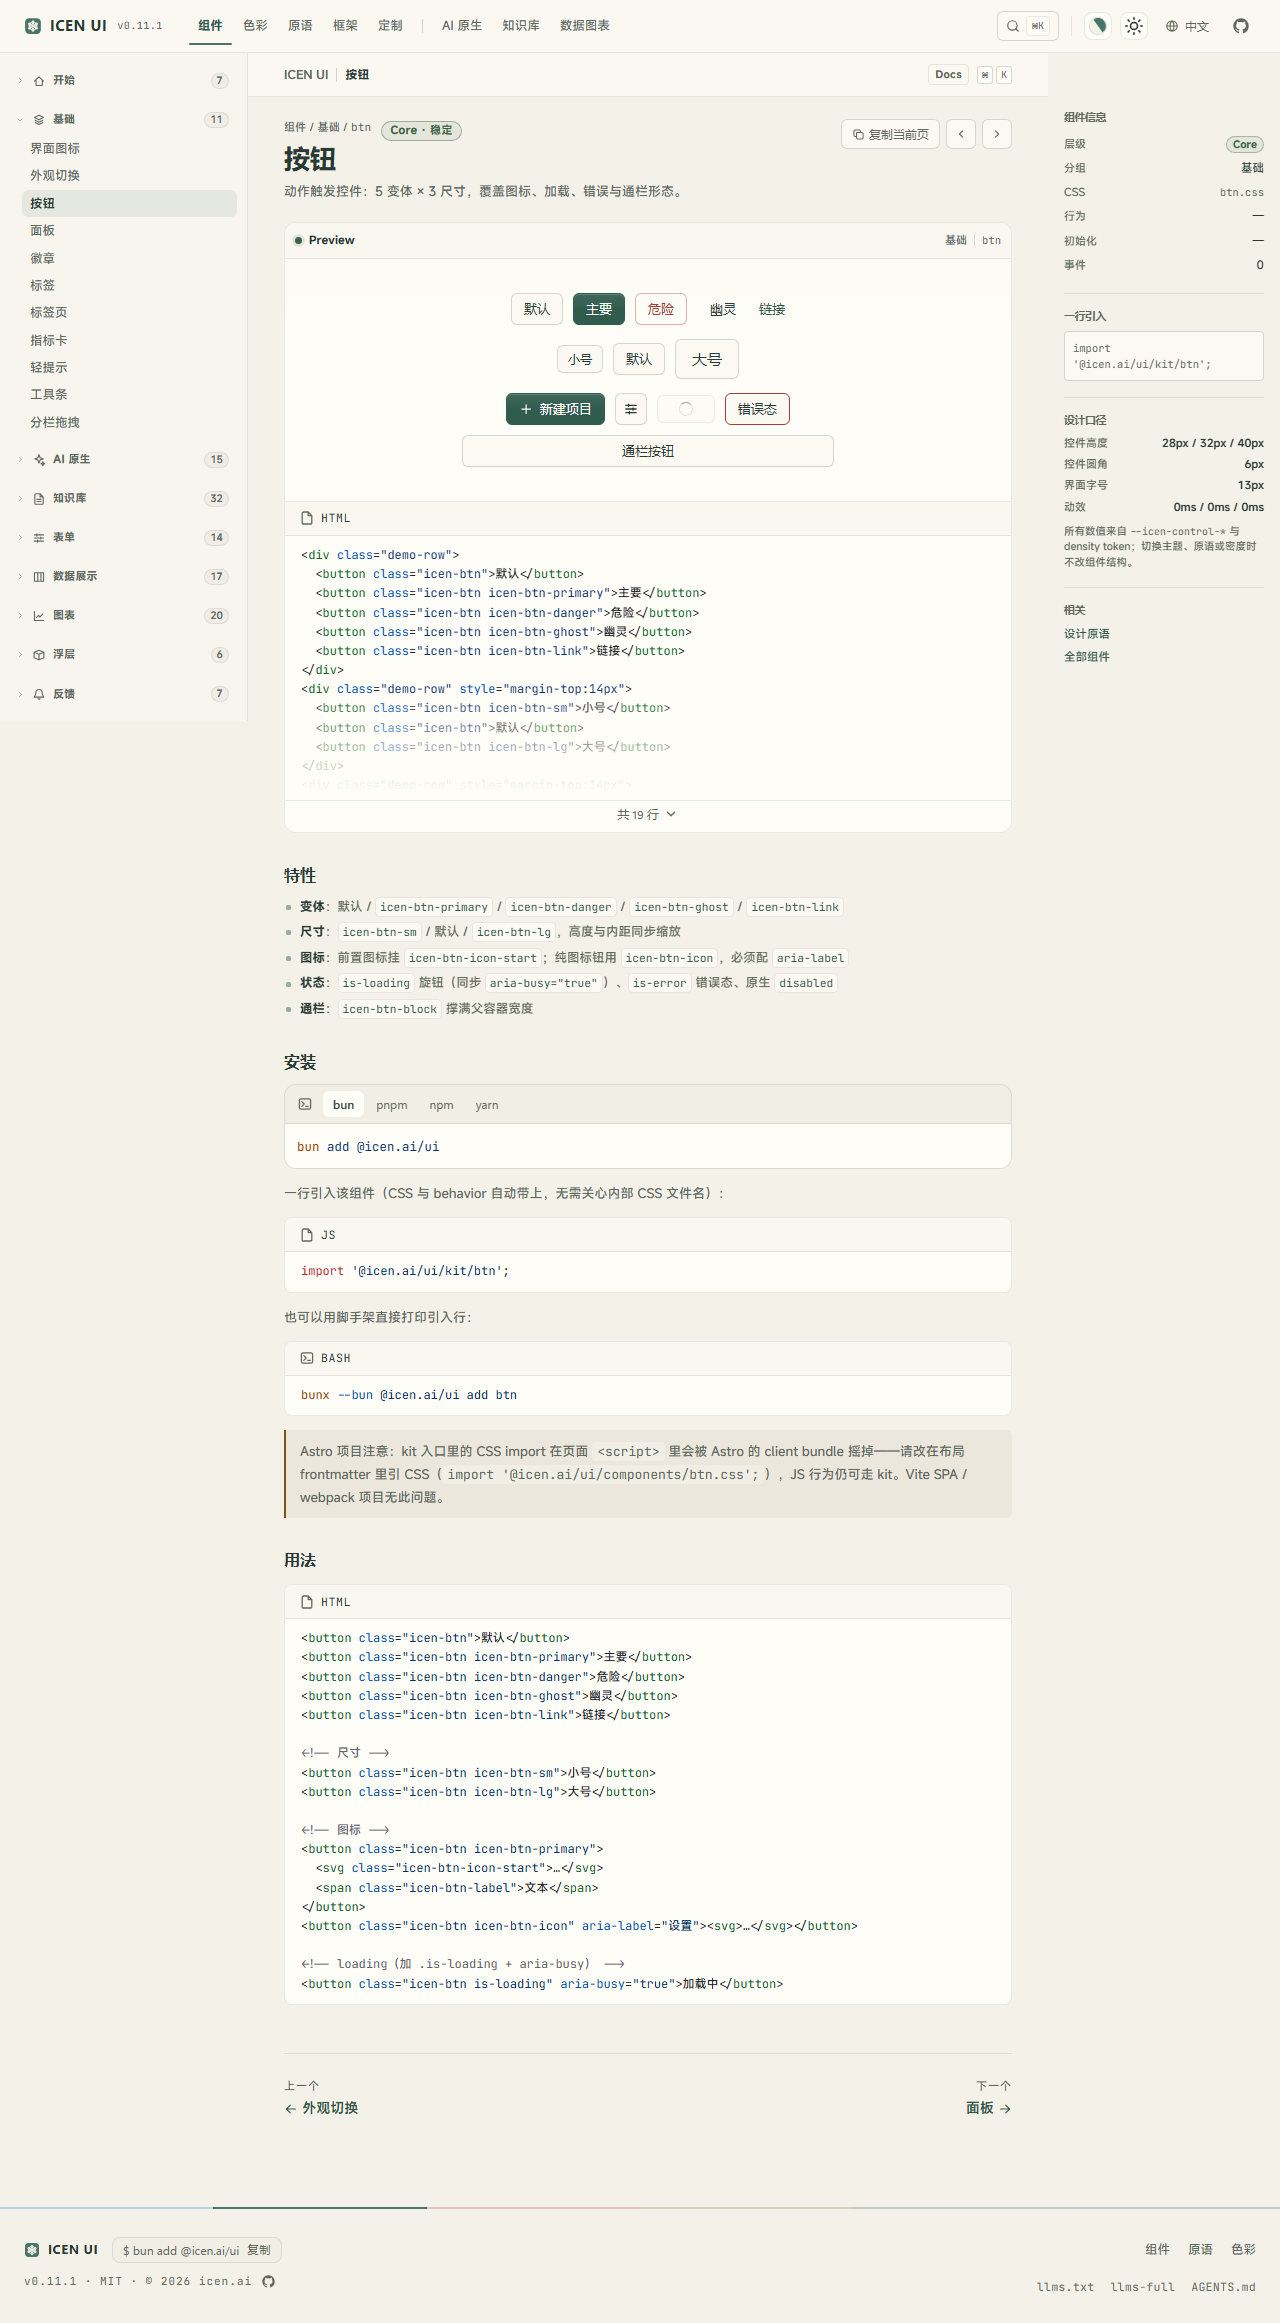 ICEN UI v0.11.1 组件 色彩 原语 框架 定制 AI 原生 知识库 数据图表 ⌘K 中文
开始 7
基础 11
界面图标
外观切换
按钮
面板
徽章
标签
标签页
指标卡
轻提示
工具条
分栏拖拽
AI 原生 15
知识库 32
表单 14
数据展示 17
图表 20
浮层 6
反馈 7
ICEN UI 按钮 Docs ⌘ K
组件 / 基础 / btn Core · 稳定
复制当前页
按钮
动作触发控件：5 变体 × 3 尺寸，覆盖图标、加载、错误与通栏形态。
Preview 基础 btn
默认 主要 危险 幽灵 链接
小号 默认 大号
新建项目 错误态
通栏按钮
HTML
<div class="demo-row">
  <button class="icen-btn">默认</button>
  <button class="icen-btn icen-btn-primary">主要</button>
  <button class="icen-btn icen-btn-danger">危险</button>
  <button class="icen-btn icen-btn-ghost">幽灵</button>
  <button class="icen-btn icen-btn-link">链接</button>
</div>
<div class="demo-row" style="margin-top:14px">
  <button class="icen-btn icen-btn-sm">小号</button>
  <button class="icen-btn">默认</button>
  <button class="icen-btn icen-btn-lg">大号</button>
</div>
<div class="demo-row" style="margin-top:14px">
共 19 行
特性
变体：默认 / icen-btn-primary / icen-btn-danger / icen-btn-ghost / icen-btn-link
尺寸：icen-btn-sm / 默认 / icen-btn-lg，高度与内距同步缩放
图标：前置图标挂 icen-btn-icon-start；纯图标钮用 icen-btn-icon，必须配 aria-label
状态：is-loading 旋钮（同步 aria-busy="true"）、is-error 错误态、原生 disabled
通栏：icen-btn-block 撑满父容器宽度
安装
bun pnpm npm yarn
bun add @icen.ai/ui
一行引入该组件（CSS 与 behavior 自动带上，无需关心内部 CSS 文件名）：
JS
import '@icen.ai/ui/kit/btn';
也可以用脚手架直接打印引入行：
BASH
bunx --bun @icen.ai/ui add btn
Astro 项目注意：kit 入口里的 CSS import 在页面 <script> 里会被 Astro 的 client bundle 摇掉——请改在布局
frontmatter 里引 CSS（import '@icen.ai/ui/components/btn.css';），JS 行为仍可走 kit。Vite SPA /
webpack 项目无此问题。
用法
HTML
<button class="icen-btn">默认</button>
<button class="icen-btn icen-btn-primary">主要</button>
<button class="icen-btn icen-btn-danger">危险</button>
<button class="icen-btn icen-btn-ghost">幽灵</button>
<button class="icen-btn icen-btn-link">链接</button>
<!-- 尺寸 -->
<button class="icen-btn icen-btn-sm">小号</button>
<button class="icen-btn icen-btn-lg">大号</button>
<!-- 图标 -->
<button class="icen-btn icen-btn-primary">
  <svg class="icen-btn-icon-start">…</svg>
  <span class="icen-btn-label">文本</span>
</button>
<button class="icen-btn icen-btn-icon" aria-label="设置"><svg>…</svg></button>
<!-- loading（加 .is-loading + aria-busy） -->
<button class="icen-btn is-loading" aria-busy="true">加载中</button>
上一个
← 外观切换
下一个
面板 →
组件信息
层级 Core
分组 基础
CSS btn.css
行为 —
初始化 —
事件 0
一行引入
import
'@icen.ai/ui/kit/btn';
设计口径
控件高度 28px / 32px / 40px
控件圆角 6px
界面字号 13px
动效 0ms / 0ms / 0ms
所有数值来自 --icen-control-* 与
density token；切换主题、原语或密度时
不改组件结构。
相关
设计原语
全部组件
ICEN UI $ bun add @icen.ai/ui 复制
v0.11.1 · MIT · © 2026 icen.ai
组件 原语 色彩
llms.txt llms-full AGENTS.md